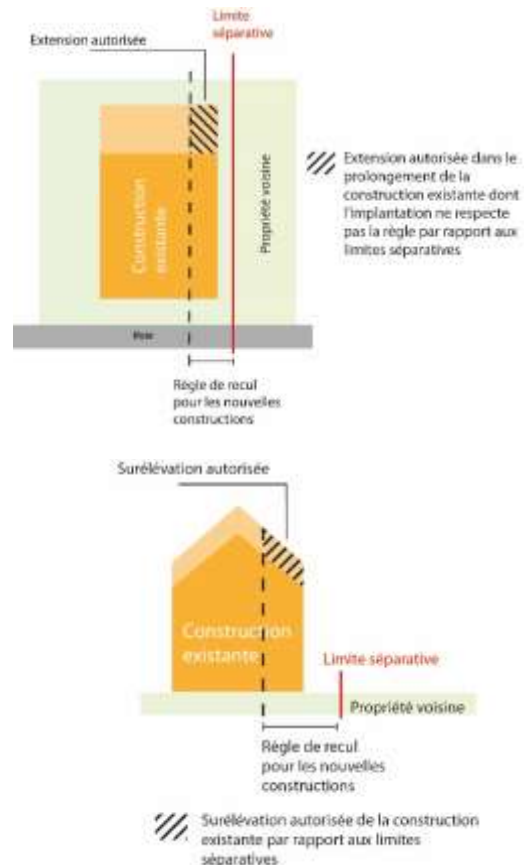 Limite
séparative
Extension autorisée
Construction
existante
Propriété voisine
Extension autorisée dans le
prolongement de la
construction existante dont
l'implantation ne respecte
pas la règle par rapport aux
limites séparatives
Voie
Règle de recul
pour les nouvelles
constructions
Surélévation autorisée
Construction
existante
Limite séparative
Propriété voisine
Règle de recul
pour les nouvelles
constructions
Surélévation autorisée de la construction
existante par rapport aux limites
séparatives